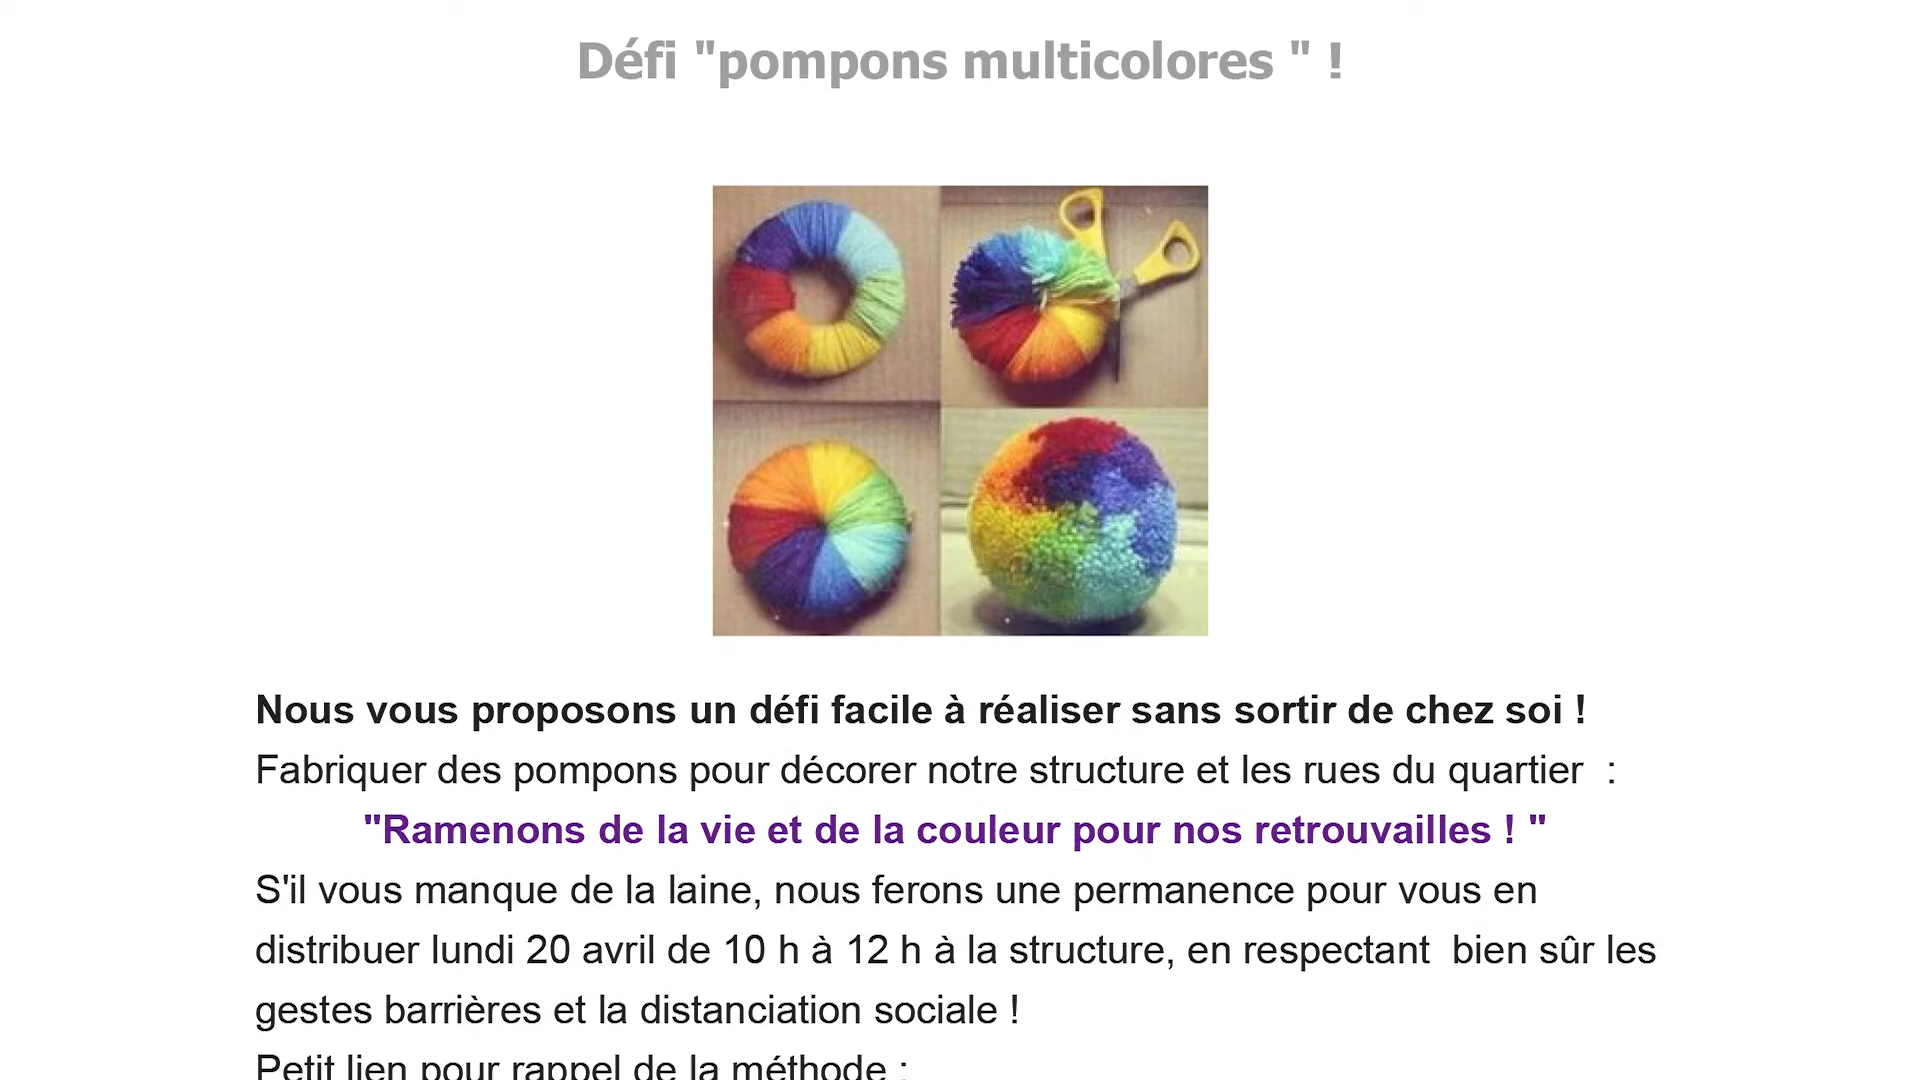 Défi "pompons multicolores " !
Nous vous proposons un défi facile à réaliser sans sortir de chez soi !
Fabriquer des pompons pour décorer notre structure et les rues du quartier  :
"Ramenons de la vie et de la couleur pour nos retrouvailles ! "
S'il vous manque de la laine, nous ferons une permanence pour vous en
distribuer lundi 20 avril de 10 h à 12 h à la structure, en respectant  bien sûr les
gestes barrières et la distanciation sociale !
Petit lien pour rappel de la méthode :